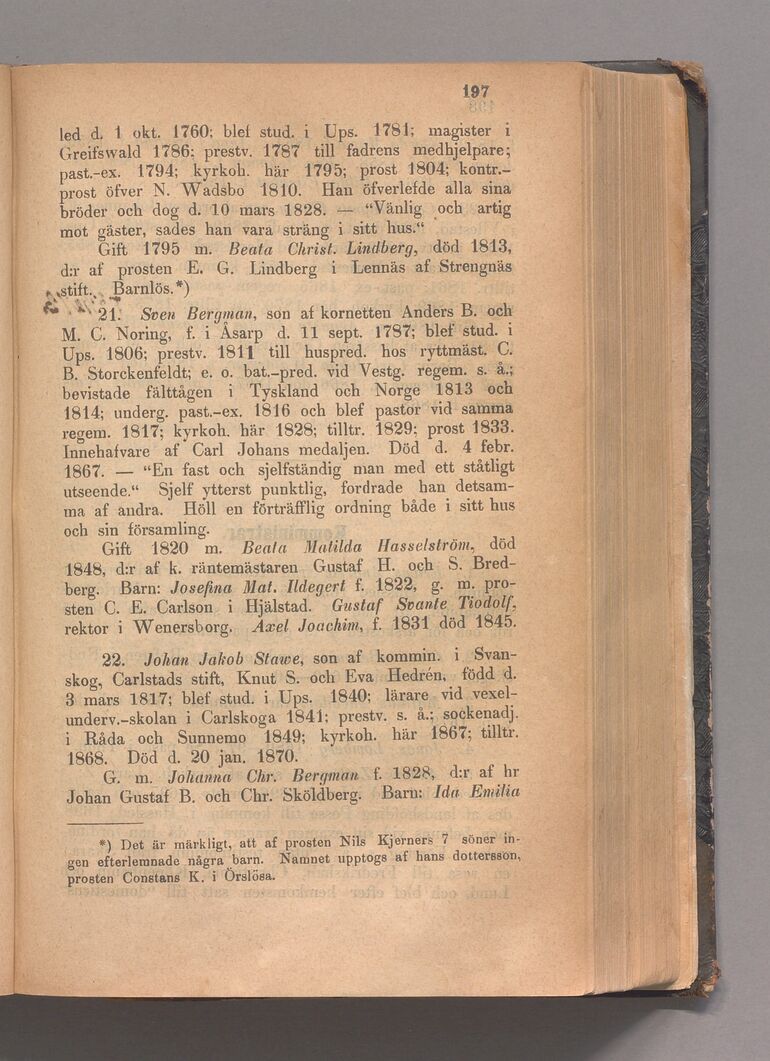 197
led d. 1 okt. 1760; blef stud. i Ups. 1781; magister i
Greifswald 1786; prestv. 1787 till fadrens medhjelpare;
past.-ex. 1794; kyrkoh. här 1795; prost 1804; kontr.-
prost öfver N. Wadsbo 1810. Han öfverlefde alla sina
bröder och dog d. 10 mars 1828. — “Vänlig och artig
mot gäster, sades han vara sträng i sitt hus.“
Gift 1795 m. Beata Christ. Lindberg, död 1813,
d:r af prosten E. G. Lindberg i Lennäs af Strengnäs
stift. Barnlös.*)
21. Sven Bergman, son af kornetten Anders B. och
M. C. Noring, f. i Åsarp d. 11 sept. 1787; blef stud. i
Ups. 1806; prestv. 1811 till huspred. hos ryttmäst. C.
B. Storckenfeldt; e. o. bat.-pred. vid Vestg. regem. s. å.;
bevistade fälttågen i Tyskland och Norge 1813 och
1814; underg. past.-ex. 1816 och blef pastor vid samma
regem. 1817; kyrkoh. här 1828; tilltr. 1829; prost 1833.
Innehafvare af Carl Johans medaljen. Död d. 4 febr.
1867. — “En fast och sjelfständig man med ett ståtligt
utseende.“ Sjelf ytterst punktlig, fordrade han detsam-
ma af andra. Höll en förträfflig ordning både i sitt hus
och sin församling.
Gift 1820 m. Beata Matilda Hasselström, död
1848, d:r af k. räntemästaren Gustaf H. och S. Bred-
berg. Barn: Josefina Mat. Ildegert f. 1822, g. m. pro-
sten C. E. Carlson i Hjälstad. Gustaf Svante Tiodolf,
rektor i Wenersborg. Axel Joachim, f. 1831 död 1845.
22. Johan Jakob Stawe, son af kommin. i Svan-
skog, Carlstads stift, Knut S. och Eva Hedrén, född d.
3 mars 1817; blef stud. i Ups. 1840; lärare vid vexel-
underv.-skolan i Carlskoga 1841; prestv. s. å.; sockenadj.
i Råda och Sunnemo 1849; kyrkoh. här 1867; tilltr.
1868. Död d. 20 jan. 1870.
G. m. Johanna Chr. Bergman f. 1828, d:r af hr
Johan Gustaf B. och Chr. Sköldberg. Barn: Ida Emilia
*) Det är märkligt, att af prosten Nils Kjerners 7 söner in-
gen efterlemnade några barn. Namnet upptogs af hans dotterssson,
prosten Constans K. i Örslösa.